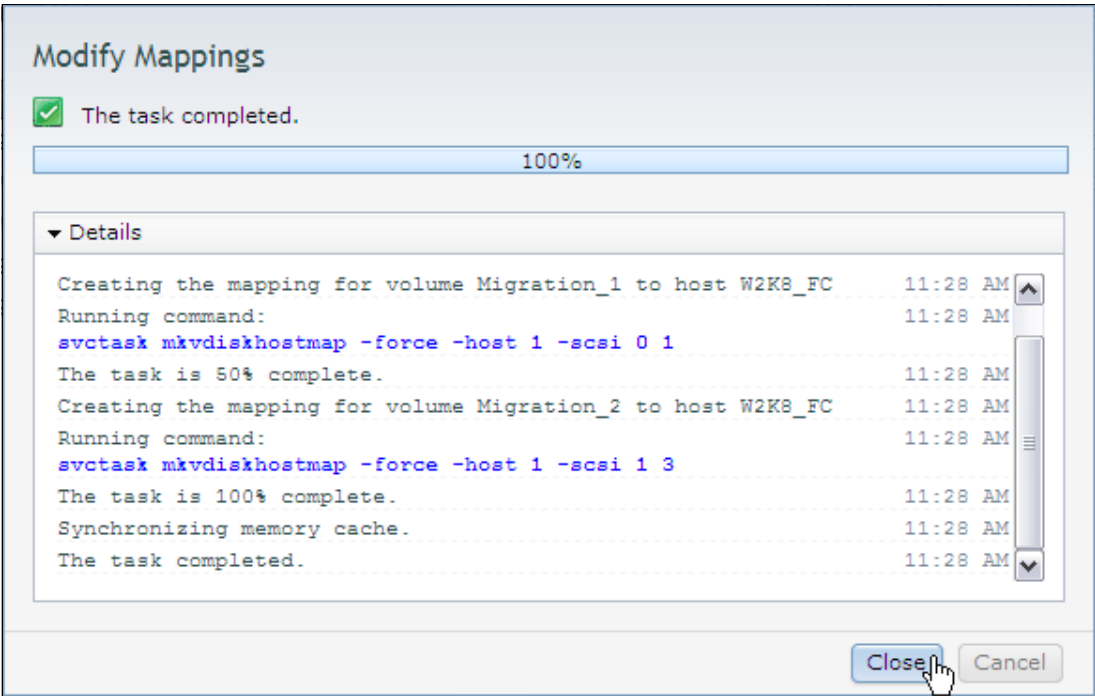 Modify Mappings
The task completed.
100%
Details
Creating the mapping for volume Migration_1 to host W2K8_FC 11:28 AM
Running command: 11:28 AM
svctask mkvdiskhostmap -force -host 1 -scsi 0 1
The task is 50% complete. 11:28 AM
Creating the mapping for volume Migration_2 to host W2K8_FC 11:28 AM
Running command: 11:28 AM
svctask mkvdiskhostmap -force -host 1 -scsi 1 3
The task is 100% complete. 11:28 AM
Synchronizing memory cache. 11:28 AM
The task completed. 11:28 AM
Close Cancel